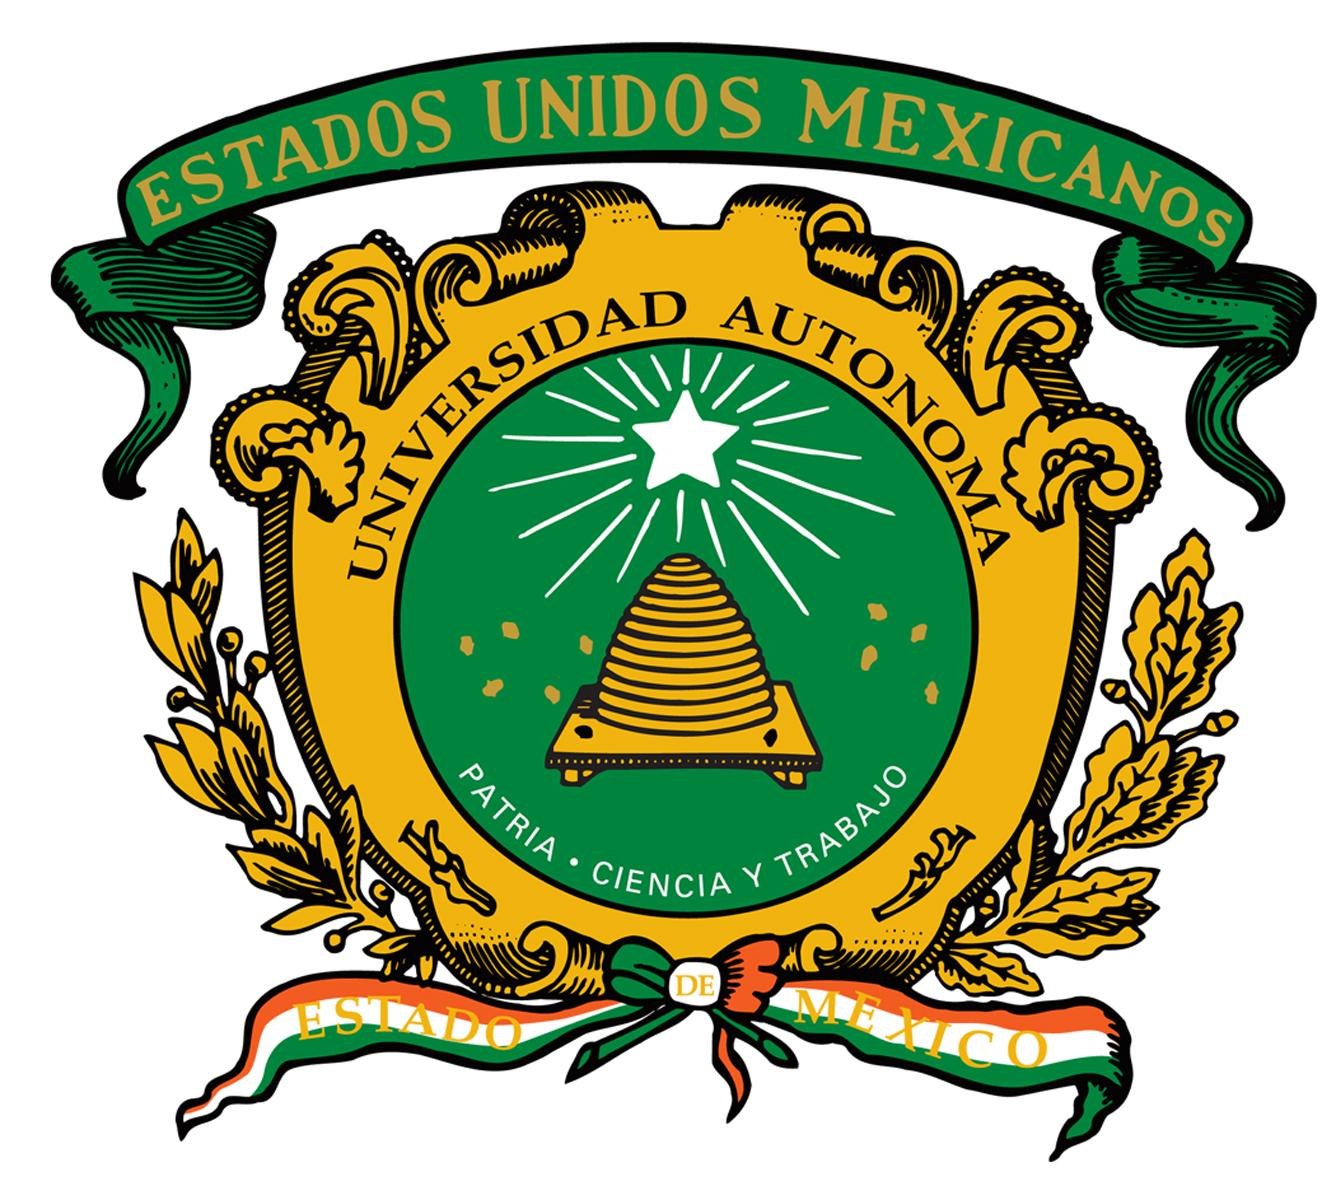 ESTADOS UNIDOS MEXICANOS
UNIVERSIDAD AUTONOMA
PATRIA • CIENCIA Y TRABAJO
ESTADO DE MEXICO